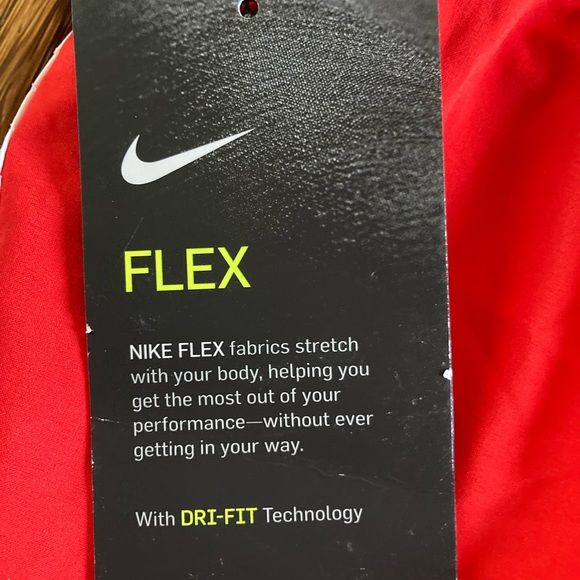 FLEX
NIKE FLEX fabrics stretch
with your body, helping you
get the most out of your
performance—without ever
getting in your way.
With DRI-FIT Technology